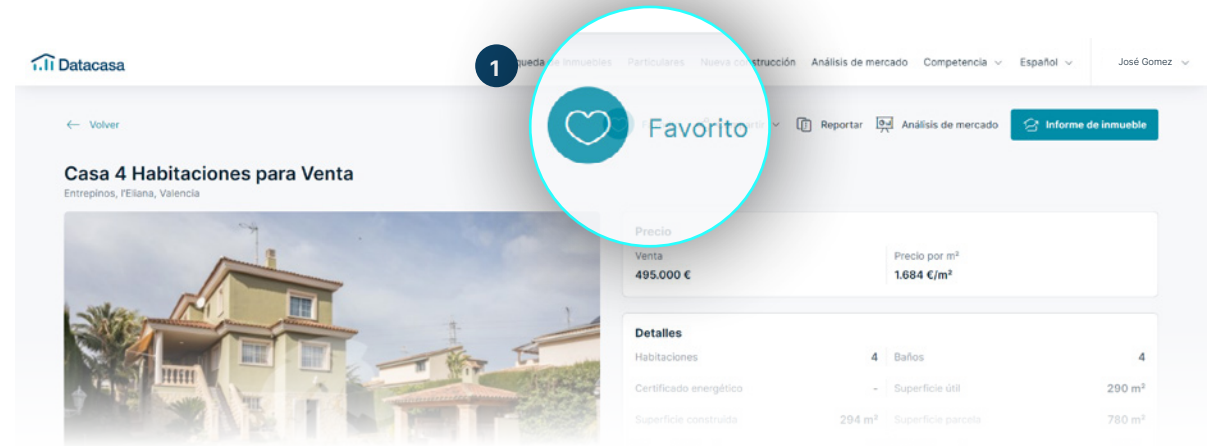 Datacasa
1
queda de Inmuebles Particulares Nueva construcción Análisis de mercado Competencia Español José Gomez
← Volver
Favorito
Reportar Análisis de mercado Informe de inmueble
Casa 4 Habitaciones para Venta
Entrepinos, l'Eliana, Valencia
Precio
Venta Precio por m²
495.000 € 1.684 €/m²
Detalles
Habitaciones 4 Baños 4
Certificado energético - Superficie útil 290 m²
Superficie construida 294 m² Superficie parcela 780 m²